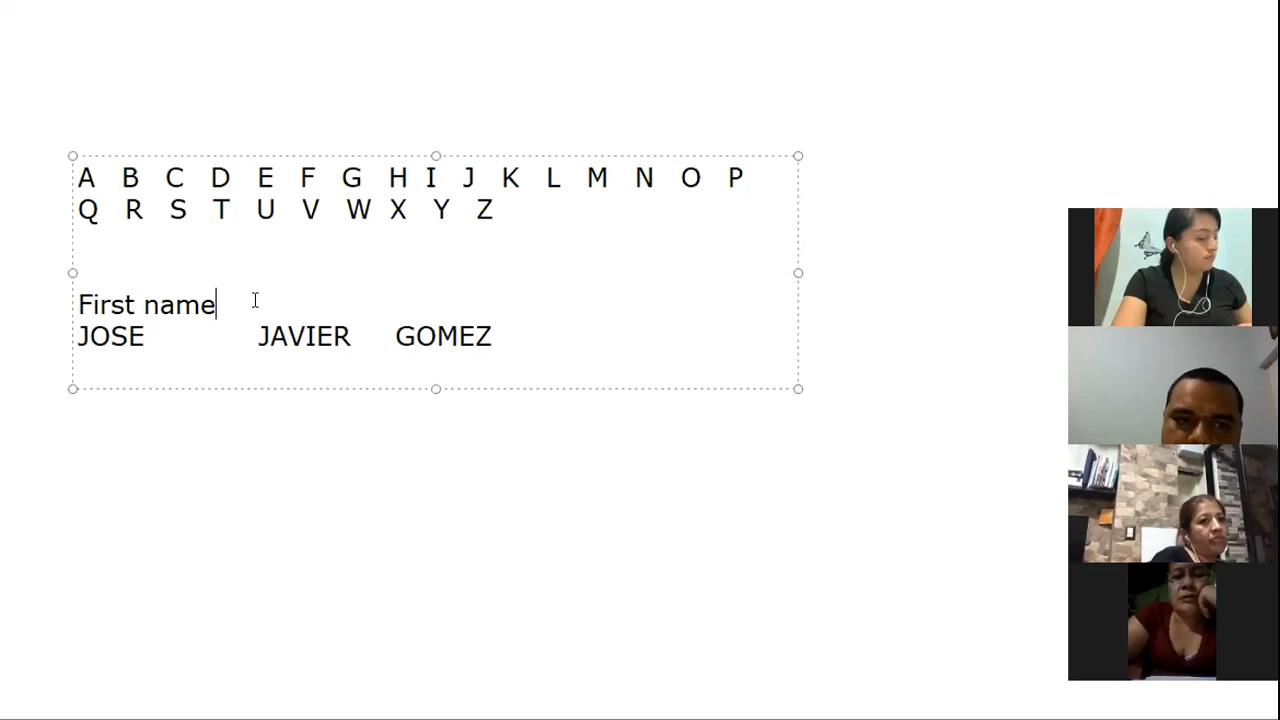 A B C D E F G H I J K L M N O P
Q R S T U V W X Y Z
First name
JOSE JAVIER GOMEZ